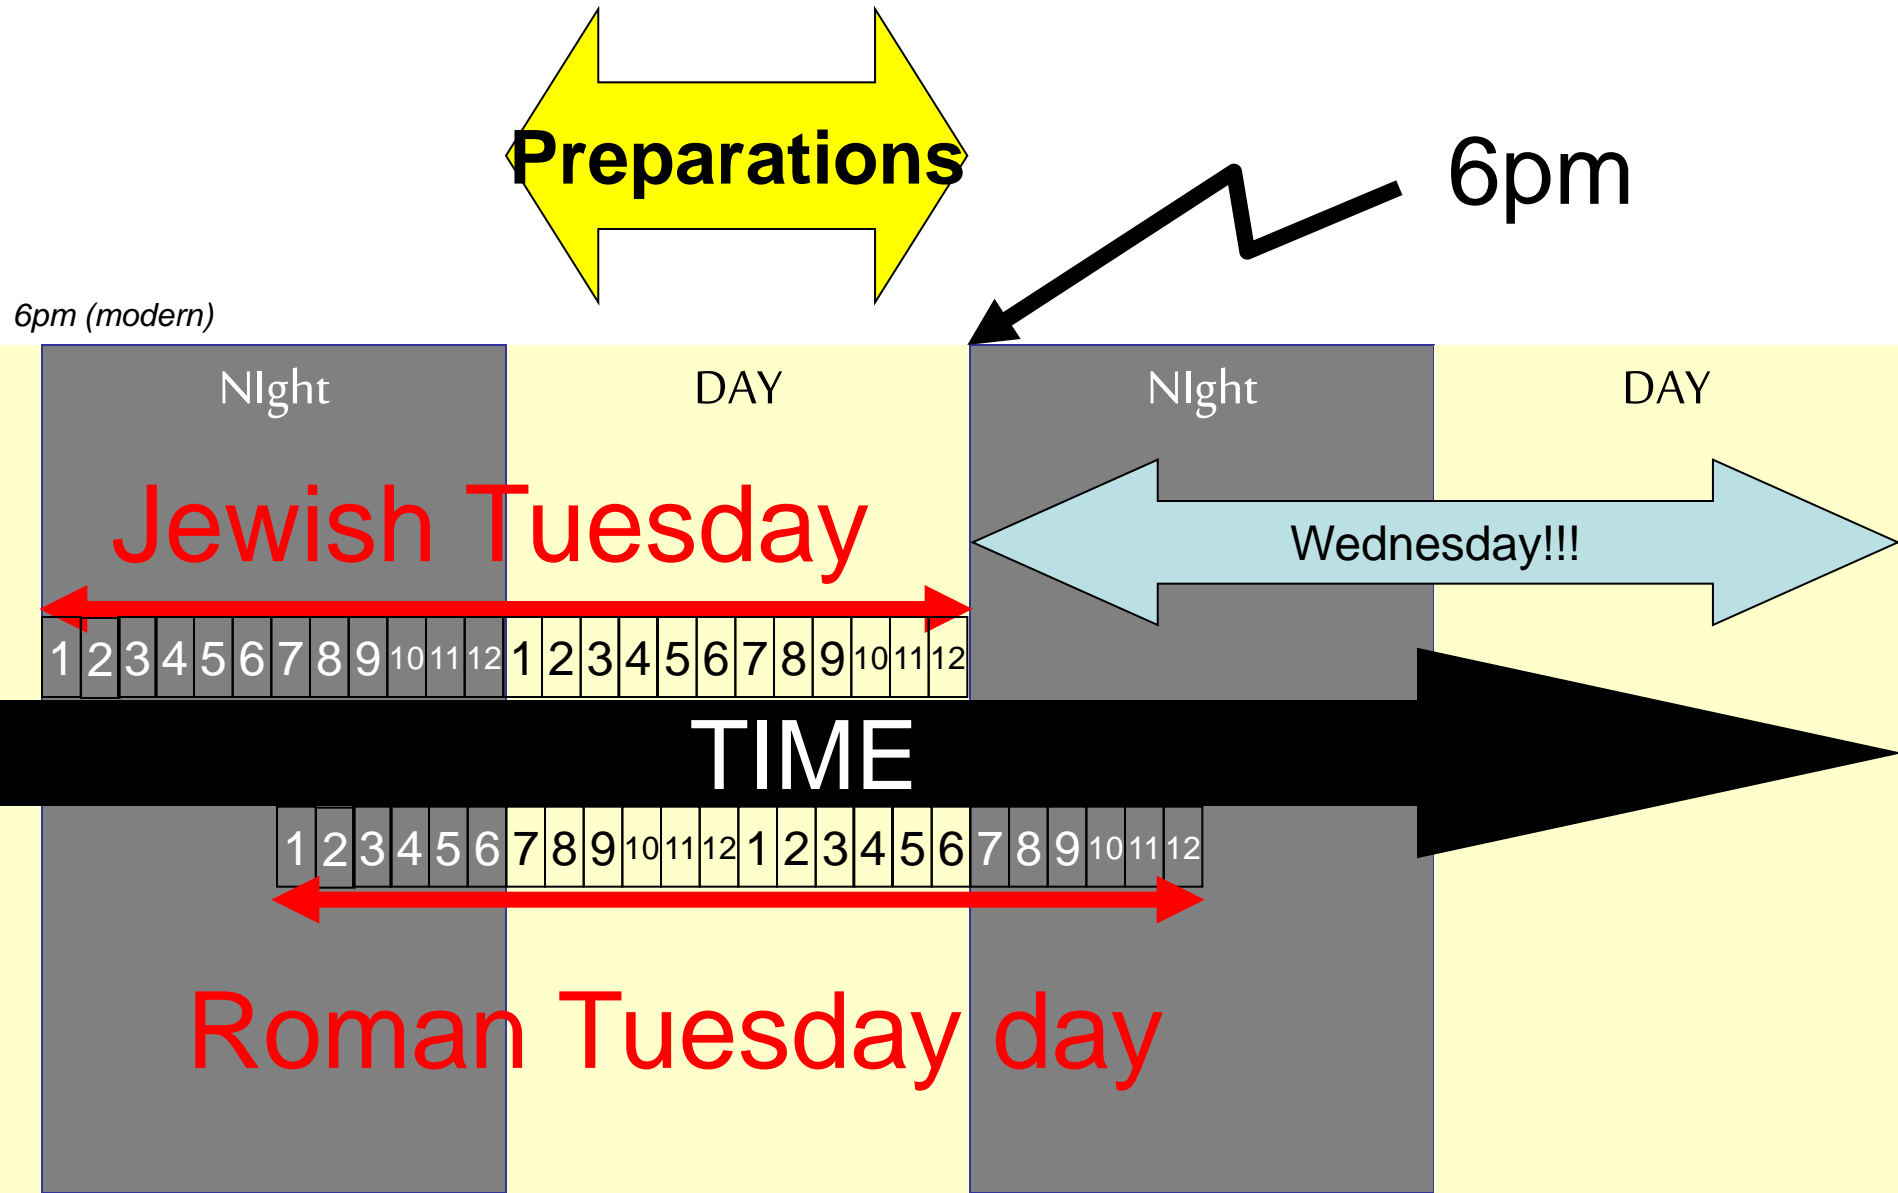 Preparations
6pm
6pm (modern)
NIght DAY NIght DAY
Jewish Tuesday
Wednesday!!!
1 2 3 4 5 6 7 8 9 10 11 12 1 2 3 4 5 6 7 8 9 10 11 12
TIME
1 2 3 4 5 6 7 8 9 10 11 12 1 2 3 4 5 6 7 8 9 10 11 12
Roman Tuesday day